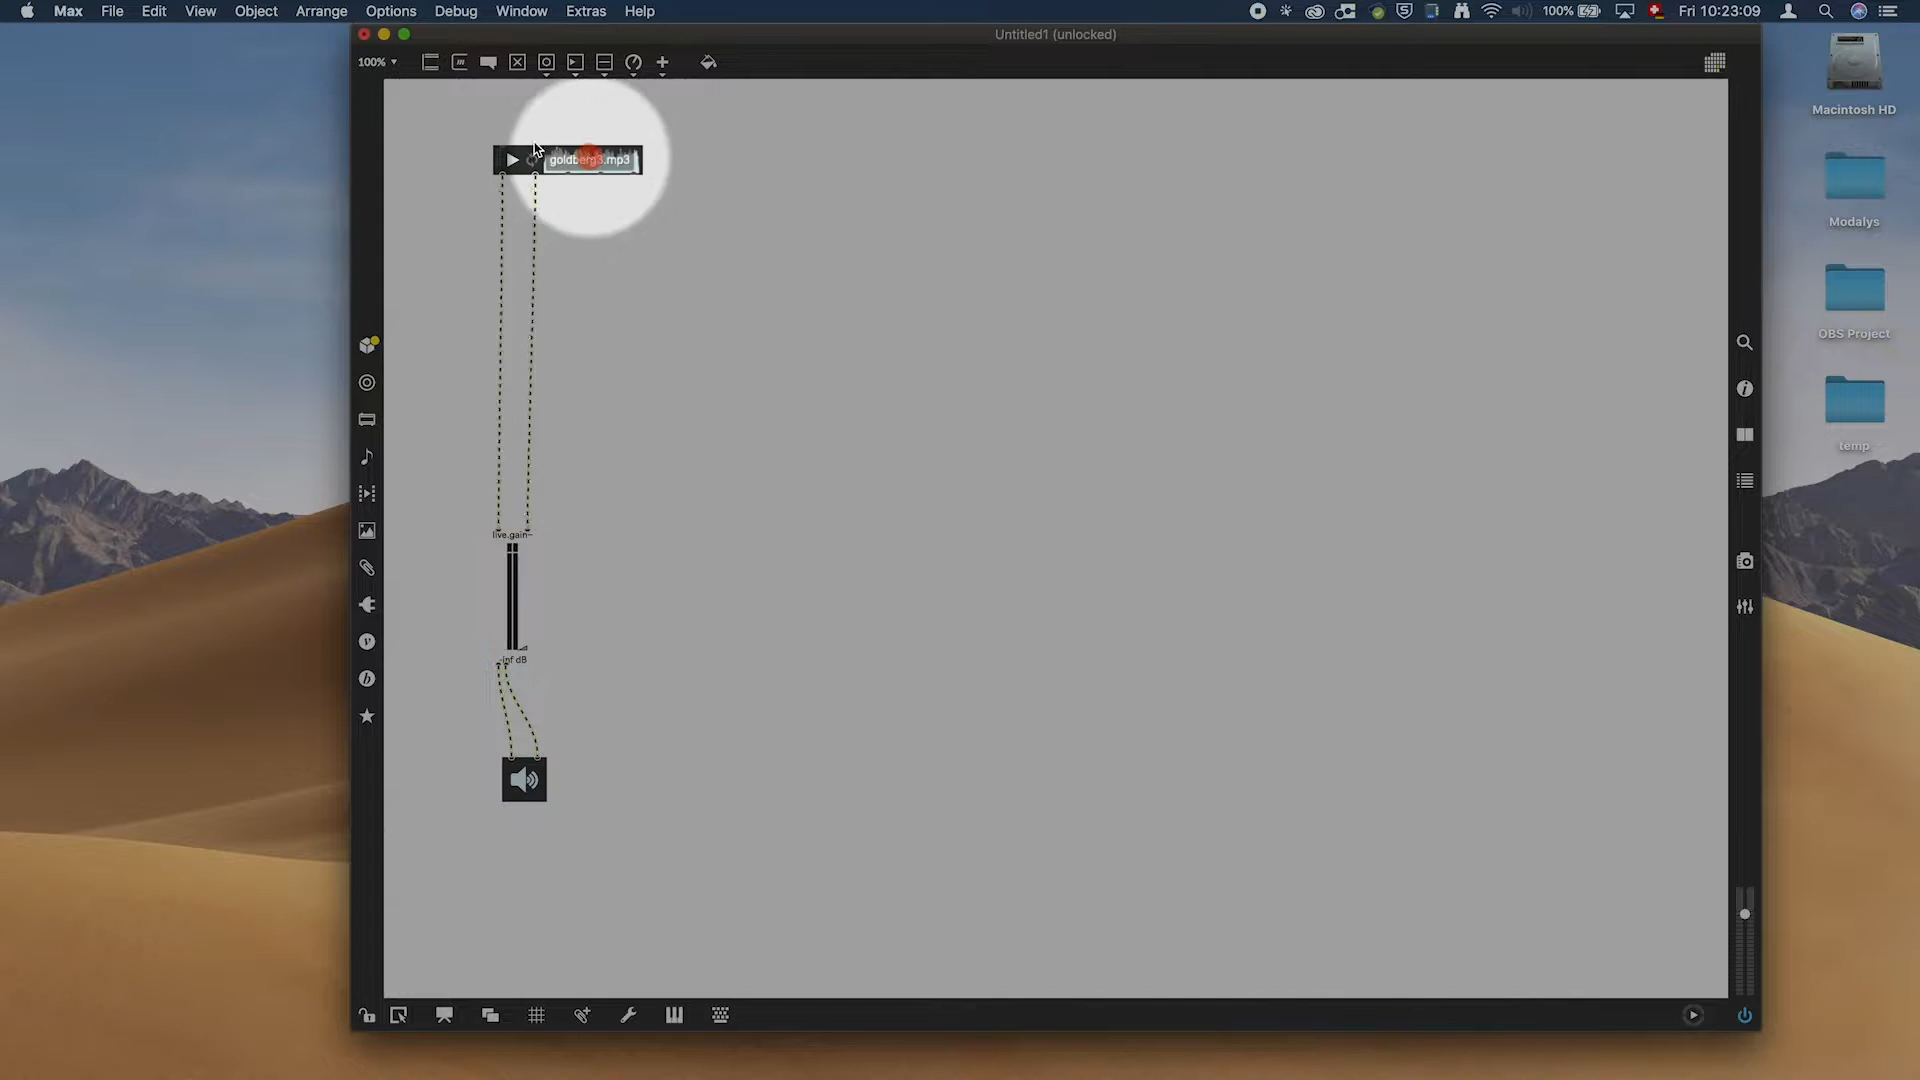 Max File Edit View Object Arrange Options Debug Window Extras Help
100% Fri 10:23:09
Untitled1 (unlocked)
100%
Macintosh HD
goldberg3.mp3
Modalys
OBS Project
temp
live.gain~
-inf dB